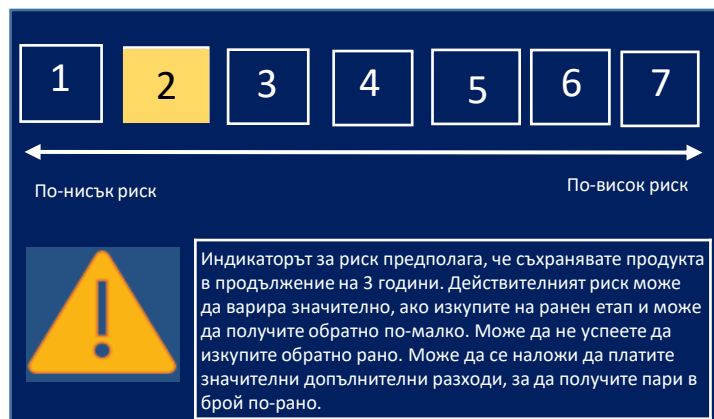 1 2 3 4 5 6 7
По-нисък риск По-висок риск
Индикаторът за риск предполага, че съхранявате продукта
в продължение на 3 години. Действителният риск може
да варира значително, ако изкупите на ранен етап и може
да получите обратно по-малко. Може да не успеете да
изкупите обратно рано. Може да се наложи да платите
значителни допълнителни разходи, за да получите пари в
брой по-рано.